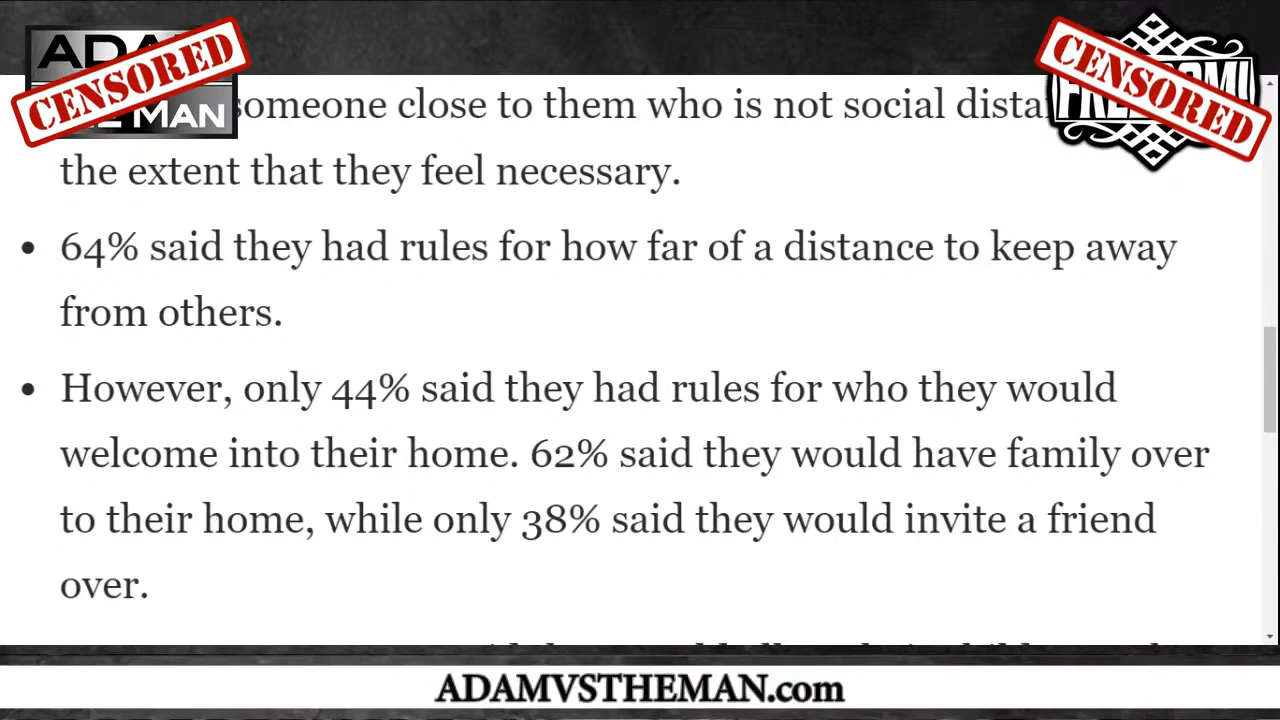 ADAM
CENSORED
THE MAN
CENSORED
someone close to them who is not social
the extent that they feel necessary.
• 64% said they had rules for how far of a distance to keep away
from others.
• However, only 44% said they had rules for who they would
welcome into their home. 62% said they would have family over
to their home, while only 38% said they would invite a friend
over.
ADAMVSTHEMAN.com